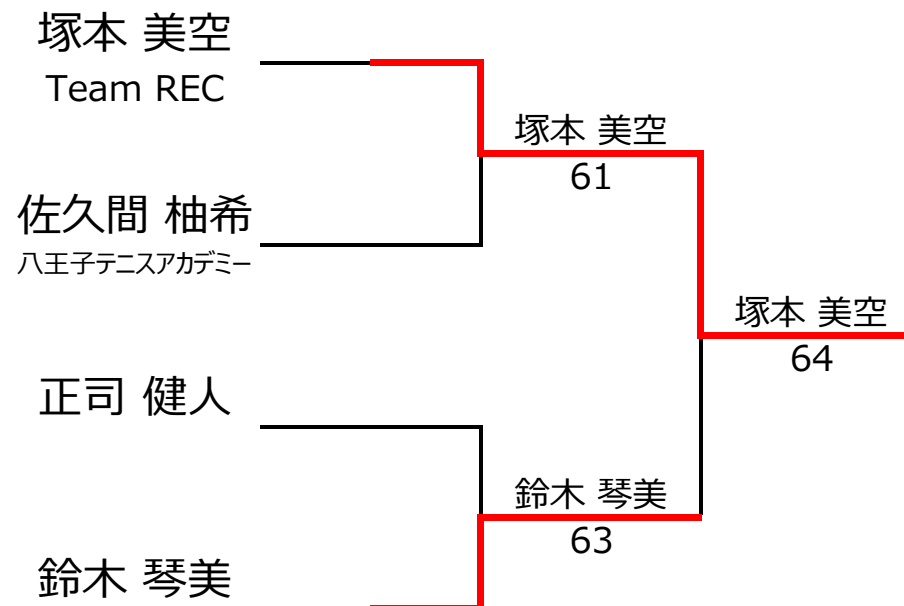 塚本 美空
Team REC
塚本 美空
61
佐久間 柚希
八王子テニスアカデミー
塚本 美空
64
正司 健人
鈴木 琴美
63
鈴木 琴美